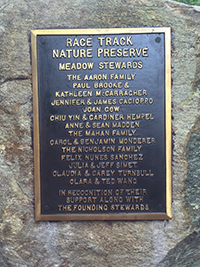 RACE TRACK
NATURE PRESERVE
MEADOW STEWARDS
THE AARON FAMILY
PAUL BROOKE &
KATHLEEN McCARRAGHER
JENNIFER & JAMES CACIOPPO
JOAN COW
CHIU YIN & GARDINER HEMPEL
ANNE & SEAN MADDEN
THE MAHAN FAMILY
CAROL & BENJAMIN MONDERER
THE NICHOLSON FAMILY
FELIX NUNES SANCHEZ
JULIA & JEFF SIMET
CLAUDIA & CAREY TURNBULL
CLARA & TED WANG
IN RECOGNITION OF THEIR
SUPPORT ALONG WITH
THE FOUNDING STEWARDS